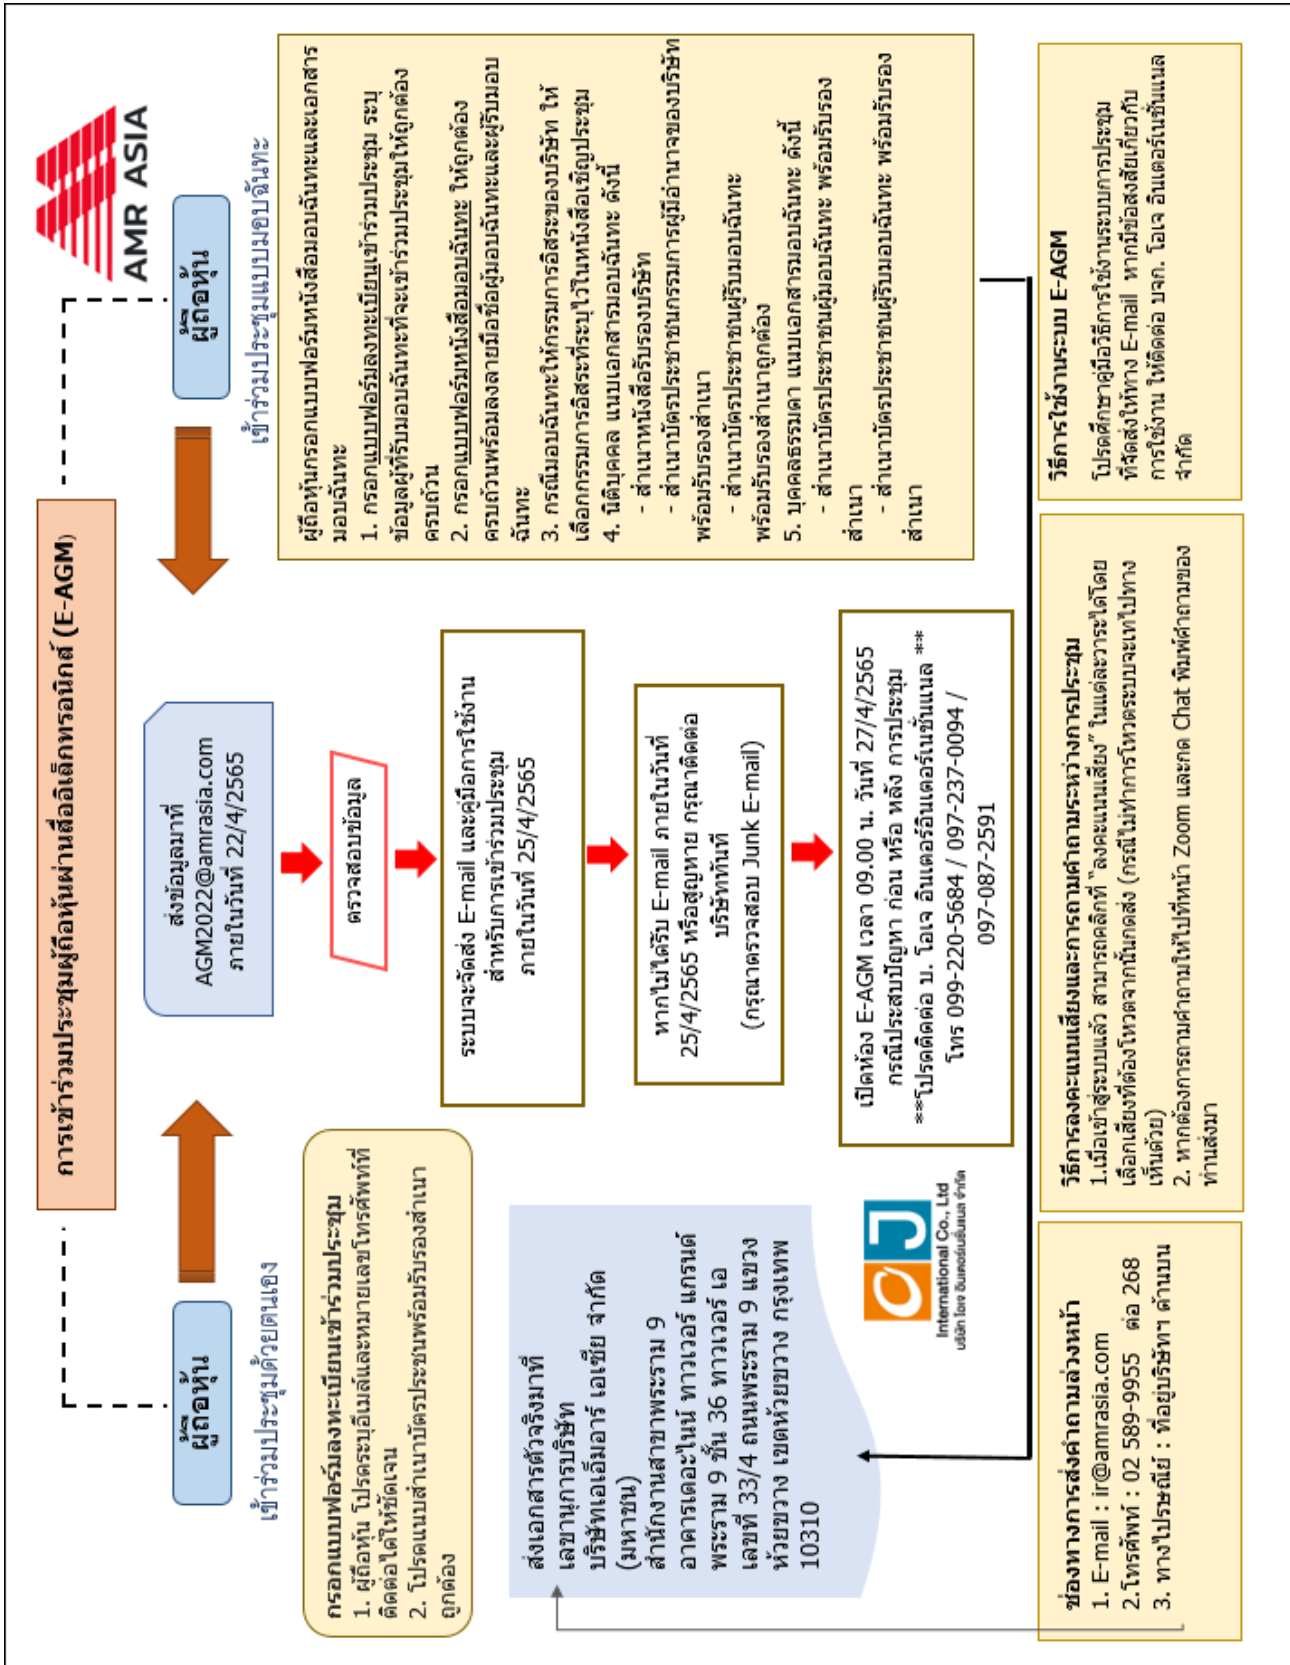 การเข้าร่วมประชุมผู้ถือหุ้นผ่านสื่ออิเล็กทรอนิกส์ (E-AGM)
AMR ASIA
ผู้ถือหุ้น
เข้าร่วมประชุมด้วยตนเอง
กรอกแบบฟอร์มลงทะเบียนเข้าร่วมประชุม
1. ผู้ถือหุ้น โปรดระบุอีเมล์และหมายเลขโทรศัพท์ที่
ติดต่อได้ให้ชัดเจน
2. โปรดแนบสำเนาบัตรประชนพร้อมรับรองสำเนา
ถูกต้อง
ส่งเอกสารตัวจริงมาที่
เลขานุการบริษัท
บริษัทเอเอ็มอาร์ เอเซีย จำกัด
(มหาชน)
สำนักงานสาขาพระราม 9
อาคารเดอะไนน์ ทาวเวอร์ แกรนด์
พระราม 9 ชั้น 36 ทาวเวอร์ เอ
เลขที่ 33/4 ถนนพระราม 9 แขวง
ห้วยขวาง เขตห้วยขวาง กรุงเทพ
10310
ส่งข้อมูลมาที่
AGM2022@amrasia.com
ภายในวันที่ 22/4/2565
ตรวจสอบข้อมูล
ระบบจะจัดส่ง E-mail และคู่มือการใช้งาน
สำหรับการเข้าร่วมประชุม
ภายในวันที่ 25/4/2565
หากไม่ได้รับ E-mail ภายในวันที่
25/4/2565 หรือสูญหาย กรุณาติดต่อ
บริษัททันที
(กรุณาตรวจสอบ Junk E-mail)
เปิดห้อง E-AGM เวลา 09.00 น. วันที่ 27/4/2565
กรณีประสบปัญหา ก่อน หรือ หลัง การประชุม
**โปรดติดต่อ บ. โอเจ อินเตอร์อินเตอร์เนชั่นแนล **
โทร 099-220-5684 / 097-237-0094 /
097-087-2591
OJ
International Co., Ltd
บริษัท โอเจ อินเตอร์เนชั่นแนล จำกัด
ผู้ถือหุ้น
เข้าร่วมประชุมแบบมอบฉันทะ
ผู้ถือหุ้นกรอกแบบฟอร์มหนังสือมอบฉันทะและเอกสาร
มอบฉันทะ
1. กรอกแบบฟอร์มลงทะเบียนเข้าร่วมประชุม ระบุ
ข้อมูลผู้ที่รับมอบฉันทะที่จะเข้าร่วมประชุมให้ถูกต้อง
ครบถ้วน
2. กรอกแบบฟอร์มหนังสือมอบฉันทะ ให้ถูกต้อง
ครบถ้วนพร้อมลงลายมือชื่อผู้มอบฉันทะและผู้รับมอบ
ฉันทะ
3. กรณีมอบฉันทะให้กรรมการอิสระของบริษัท ให้
เลือกกรรมการอิสระที่ระบุไว้ในหนังสือเชิญประชุม
4. นิติบุคคล แนบเอกสารมอบฉันทะ ดังนี้
- สำเนาหนังสือรับรองบริษัท
- สำเนาบัตรประชาชนกรรมการผู้มีอำนาจของบริษัท
พร้อมรับรองสำเนา
- สำเนาบัตรประชาชนผู้รับมอบฉันทะ
พร้อมรับรองสำเนาถูกต้อง
5. บุคคลธรรมดา แนบเอกสารมอบฉันทะ ดังนี้
- สำเนาบัตรประชาชนผู้มอบฉันทะ พร้อมรับรอง
สำเนา
- สำเนาบัตรประชาชนผู้รับมอบฉันทะ พร้อมรับรอง
สำเนา
ช่องทางการส่งคำถามล่วงหน้า
1. E-mail : ir@amrasia.com
2.โทรศัพท์ : 02 589-9955 ต่อ 268
3. ทางไปรษณีย์ : ที่อยู่บริษัทฯ ด้านบน
วิธีการลงคะแนนเสียงและการถามคำถามระหว่างการประชุม
1.เมื่อเข้าสู่ระบบแล้ว สามารถคลิกที่ "ลงคะแนนเสียง" ในแต่ละวาระได้โดย
เลือกเสียงที่ต้องโหวตจากนั้นกดส่ง (กรณีไม่ทำการโหวตระบบจะเทไปทาง
เห็นด้วย)
2. หากต้องการถามคำถามให้ไปที่หน้า Zoom และกด Chat พิมพ์คำถามของ
ท่านส่งมา
วิธีการใช้งานระบบ E-AGM
โปรดศึกษาคู่มือวิธีการใช้งานระบบการประชุม
ที่จัดส่งให้ทาง E-mail หากมีข้อสงสัยเกี่ยวกับ
การใช้งาน ให้ติดต่อ บจก. โอเจ อินเตอร์เนชั่นแนล
จำกัด